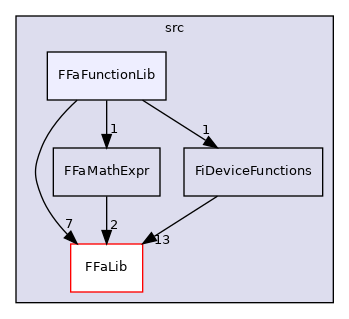 src
FFaFunctionLib
1
1
FFaMathExpr
FiDeviceFunctions
7
2
13
FFaLib